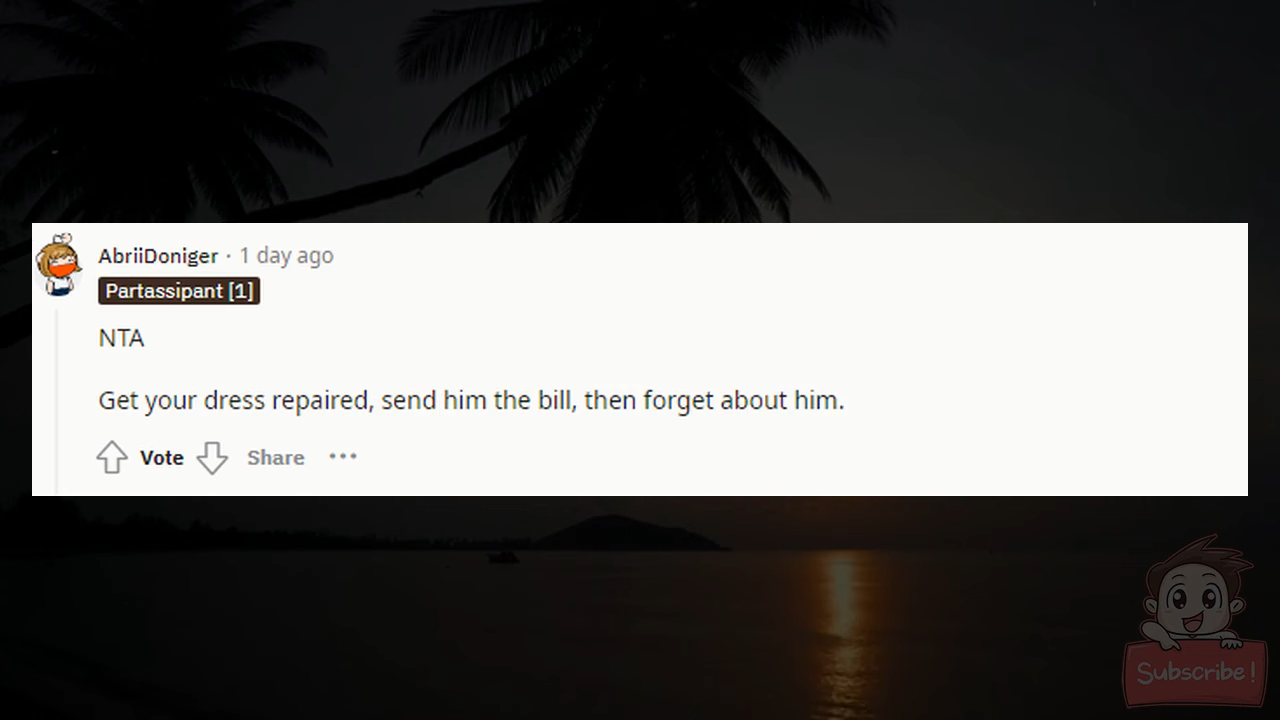 AbriiDoniger · 1 day ago
Partassipant [1]
NTA
Get your dress repaired, send him the bill, then forget about him.
Vote Share
Subscribe!